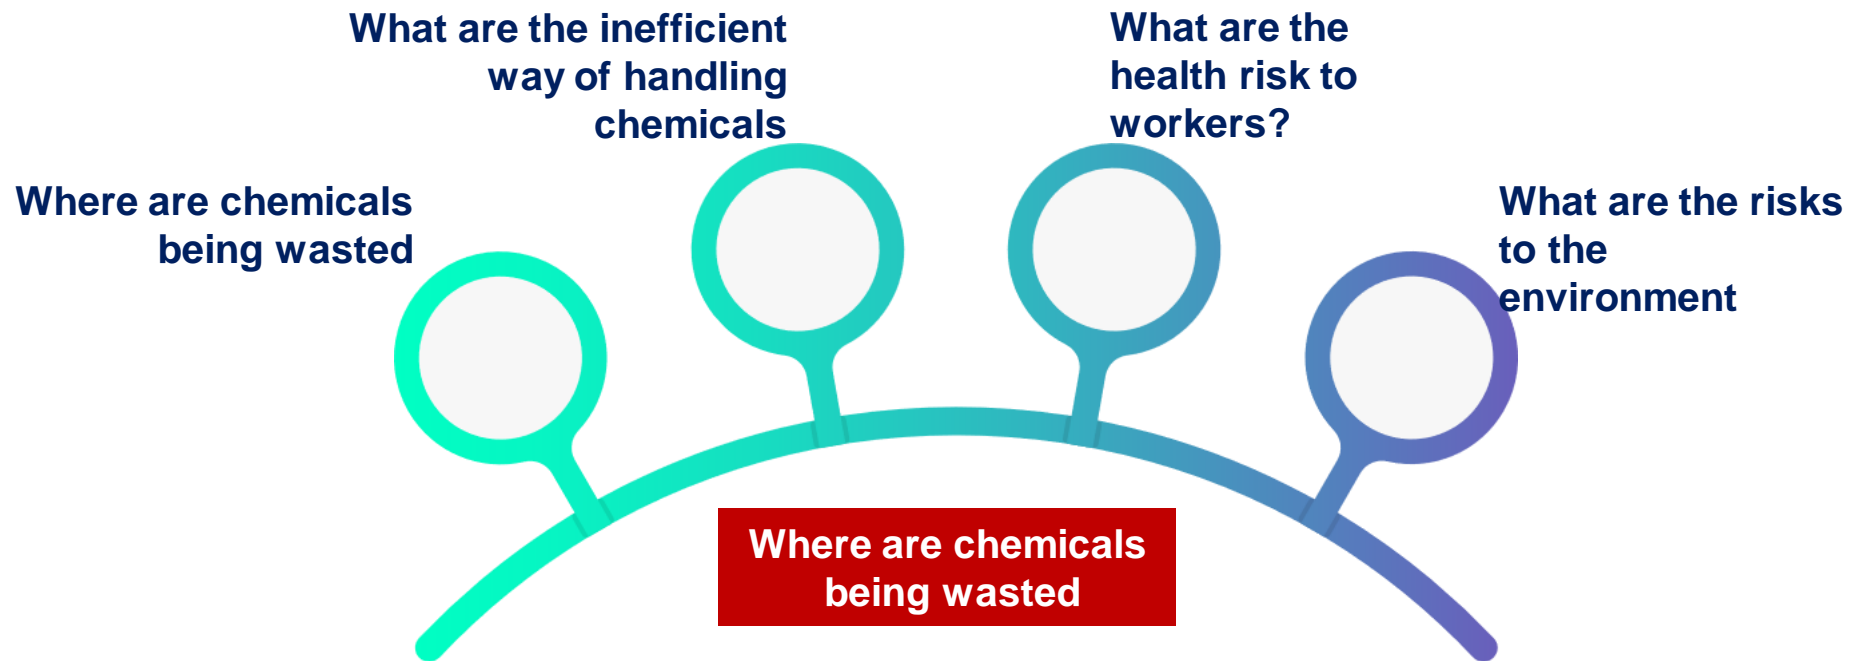 What are the inefficient
way of handling
chemicals
What are the
health risk to
workers?
Where are chemicals
being wasted
What are the risks
to the
environment
Where are chemicals
being wasted